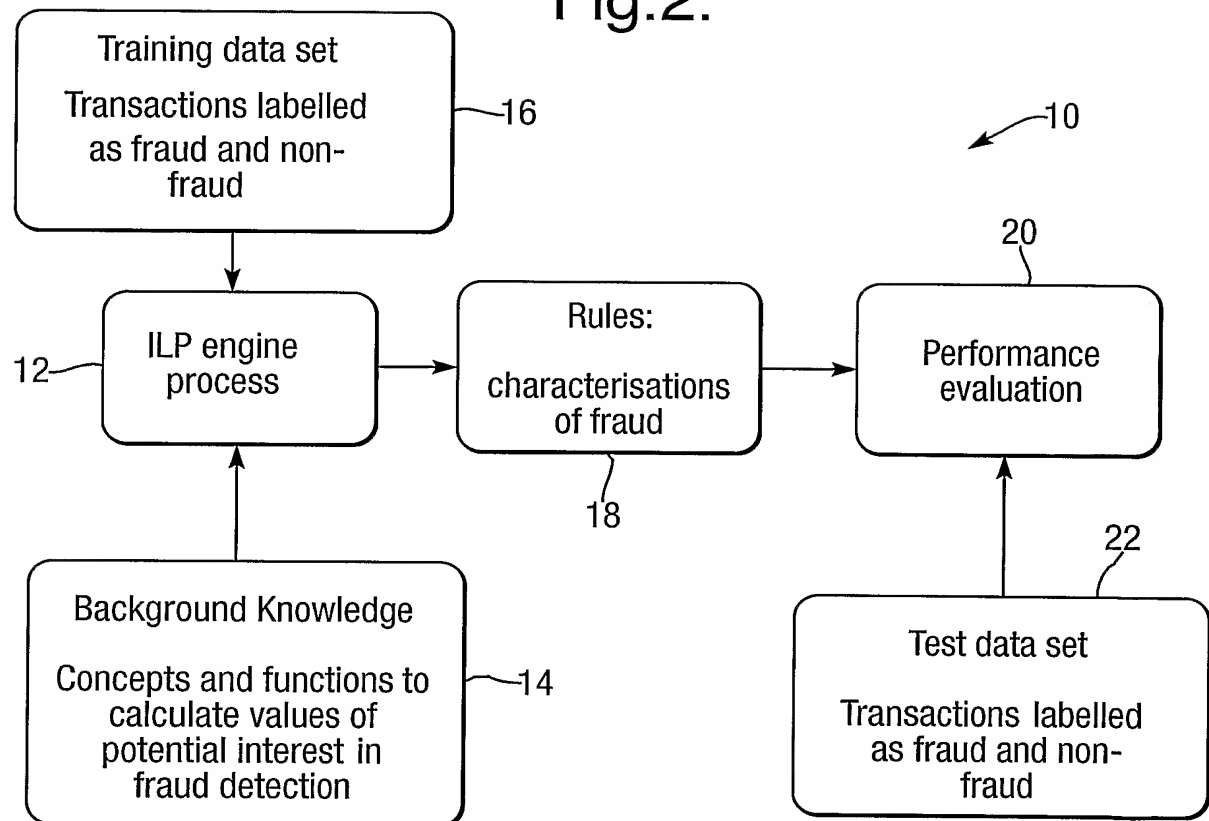 Fig.2.
Training data set
Transactions labelled
as fraud and non-
fraud
16
10
20
12
ILP engine
process
Rules:
characterisations
of fraud
Performance
evaluation
18
22
Background Knowledge
Concepts and functions to
calculate values of
potential interest in
fraud detection
14
Test data set
Transactions labelled
as fraud and non-
fraud